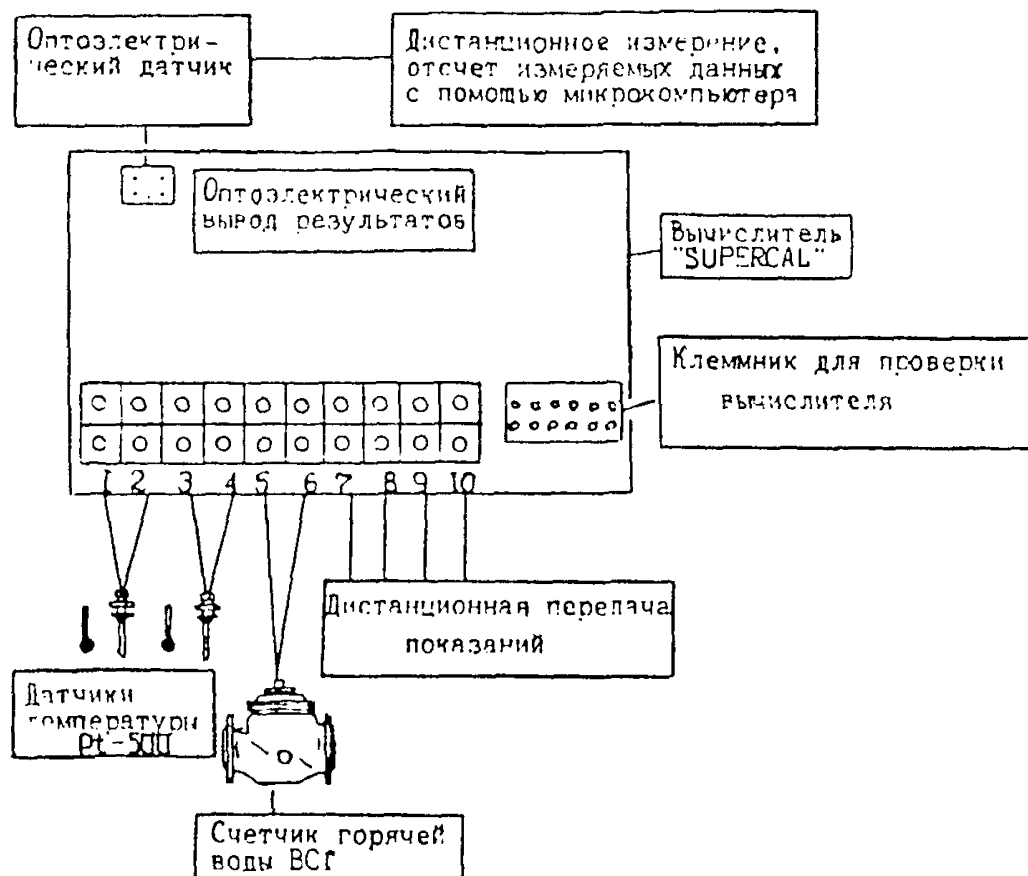 Оптоэлектри-
ческий датчик
Дистанционное измерение,
отсчет измеряемых данных
с помощью микрокомпьютера
Оптоэлектрический
вывод результатов
Вычислитель
"SUPERCAL"
Клеммник для проверки
вычислителя
1 2 3 4 5 6 7 8 9 10
Дистанционная передача
показаний
Датчики
температуры
Pt-500
Счетчик горячей
воды ВСГ